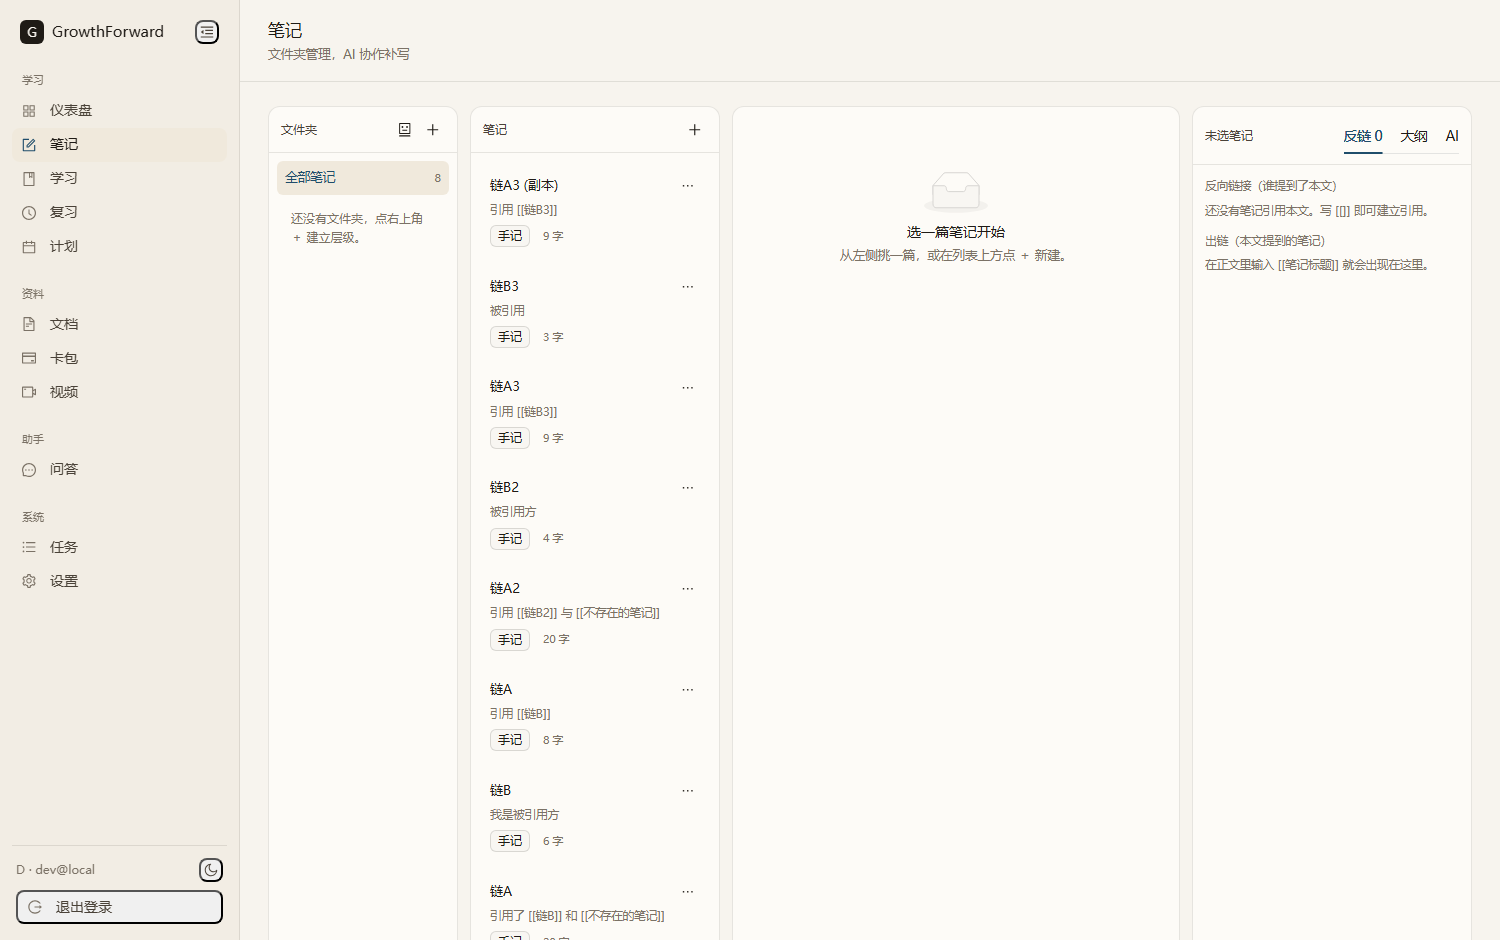 G GrowthForward
学习
仪表盘
笔记
学习
复习
计划
资料
文档
卡包
视频
助手
问答
系统
任务
设置
D · dev@local
退出登录
笔记
文件夹管理，AI 协作补写
文件夹
全部笔记 8
还没有文件夹，点右上角
+ 建立层级。
笔记
链A3 (副本)
引用 [[链B3]]
手记 9 字
链B3
被引用
手记 3 字
链A3
引用 [[链B3]]
手记 9 字
链B2
被引用方
手记 4 字
链A2
引用 [[链B2]] 与 [[不存在的笔记]]
手记 20 字
链A
引用 [[链B]]
手记 8 字
链B
我是被引用方
手记 6 字
链A
引用了 [[链B]] 和 [[不存在的笔记]]
选一篇笔记开始
从左侧挑一篇，或在列表上方点 + 新建。
未选笔记 反链 0 大纲 AI
反向链接（谁提到了本文）
还没有笔记引用本文。写 [[]] 即可建立引用。
出链（本文提到的笔记）
在正文里输入 [[笔记标题]] 就会出现在这里。